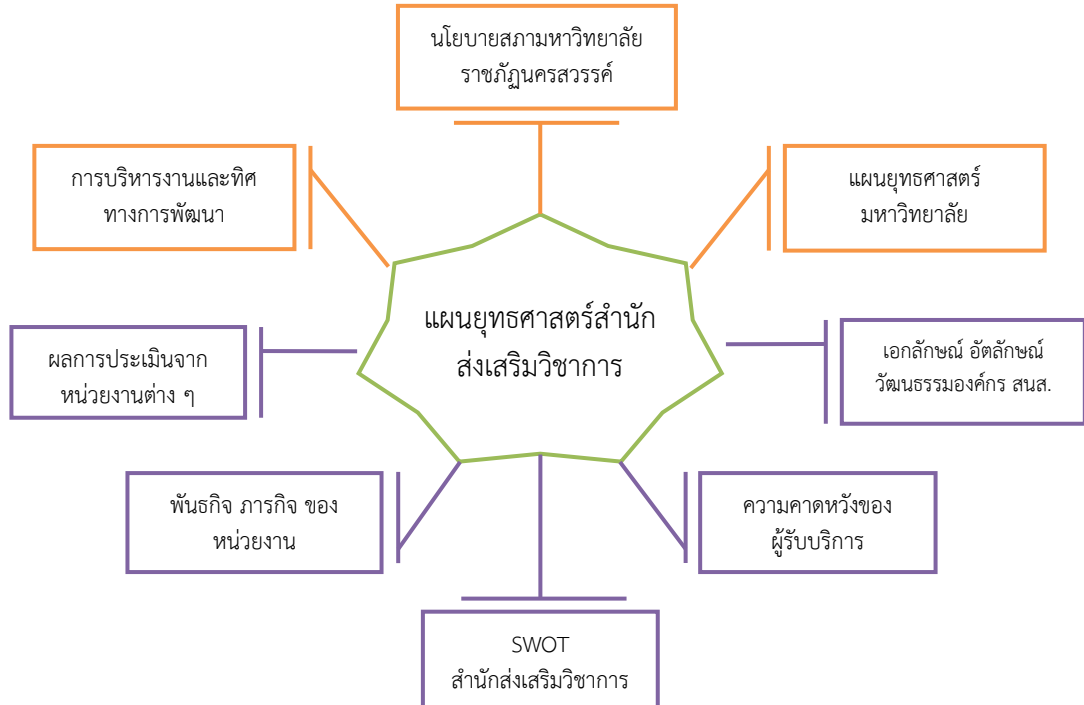 นโยบายสภามหาวิทยาลัย
ราชภัฏนครสวรรค์
การบริหารงานและทิศ
ทางการพัฒนา
แผนยุทธศาสตร์
มหาวิทยาลัย
แผนยุทธศาสตร์สำนัก
ส่งเสริมวิชาการ
ผลการประเมินจาก
หน่วยงานต่าง ๆ
เอกลักษณ์ อัตลักษณ์
วัฒนธรรมองค์กร สนส.
พันธกิจ ภารกิจ ของ
หน่วยงาน
ความคาดหวังของ
ผู้รับบริการ
SWOT
สำนักส่งเสริมวิชาการ